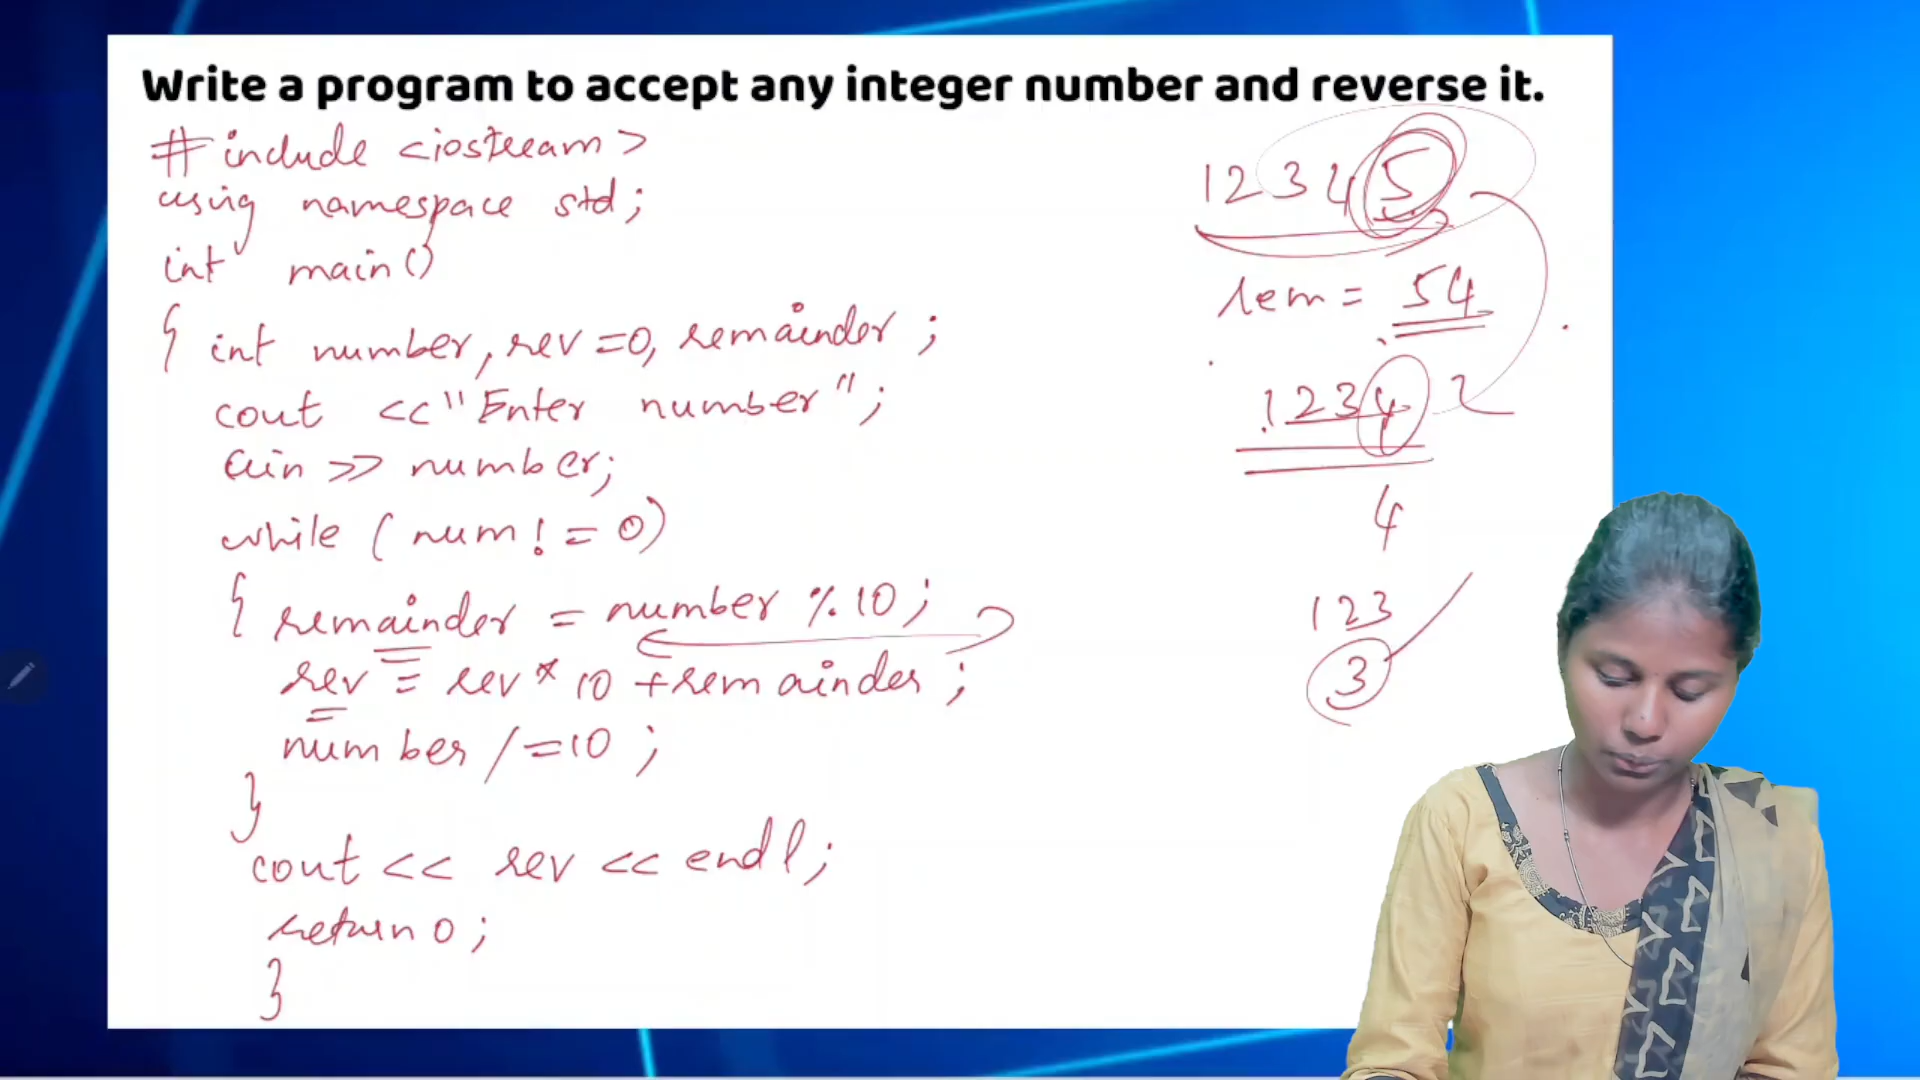 Write a program to accept any integer number and reverse it.
#include <iostream>
using namespace std;
int main()
{ int number, rev=0, remainder ;
cout <<"Enter number";
cin >> number;
while ( num != 0)
{ remainder = number % 10 ;
rev = rev * 10 + remainder ;
number /=10 ;
}
cout << rev << endl;
return 0 ;
}
12345
rem = 54
1234
4
123
3